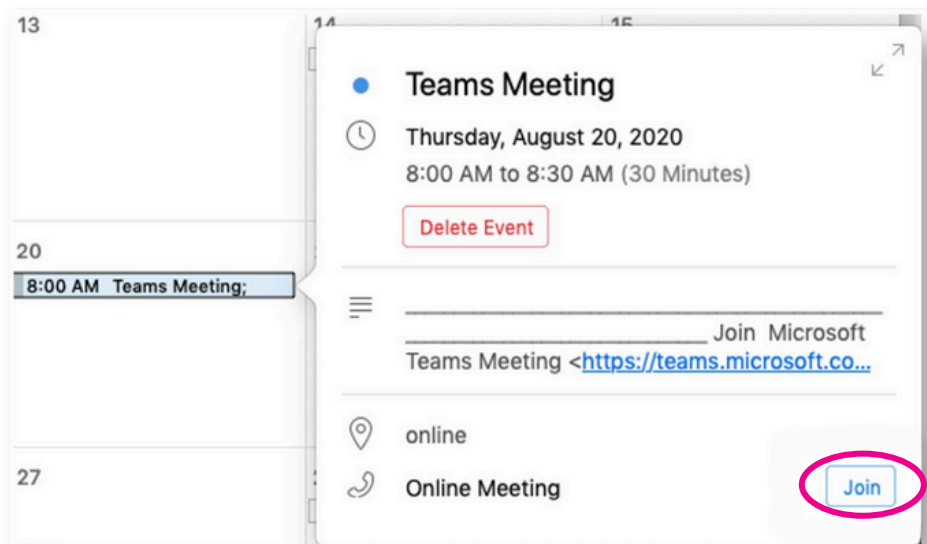 13
14
15
Teams Meeting
Thursday, August 20, 2020
8:00 AM to 8:30 AM (30 Minutes)
Delete Event
20
8:00 AM Teams Meeting;
________________________________________
_________________________ Join Microsoft
Teams Meeting <https://teams.microsoft.co...
online
27
Online Meeting
Join